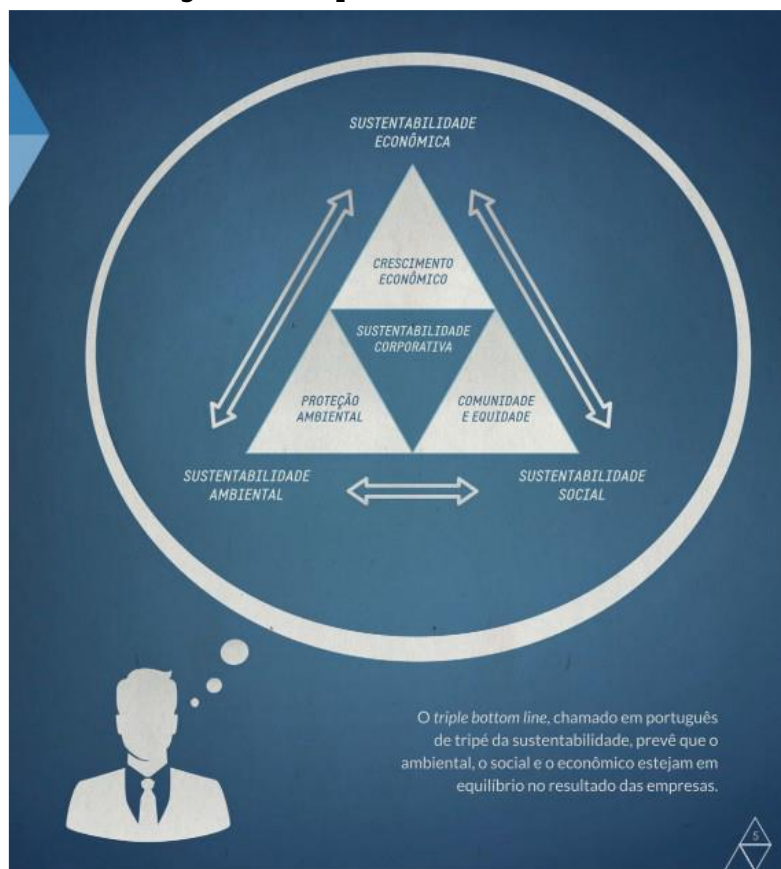 SUSTENTABILIDADE
ECONÔMICA
CRESCIMENTO
ECONÔMICO
SUSTENTABILIDADE
CORPORATIVA
PROTEÇÃO
AMBIENTAL
COMUNIDADE
E EQUIDADE
SUSTENTABILIDADE
AMBIENTAL
SUSTENTABILIDADE
SOCIAL
O triple bottom line, chamado em português
de tripé da sustentabilidade, prevê que o
ambiental, o social e o econômico estejam em
equilíbrio no resultado das empresas.
5